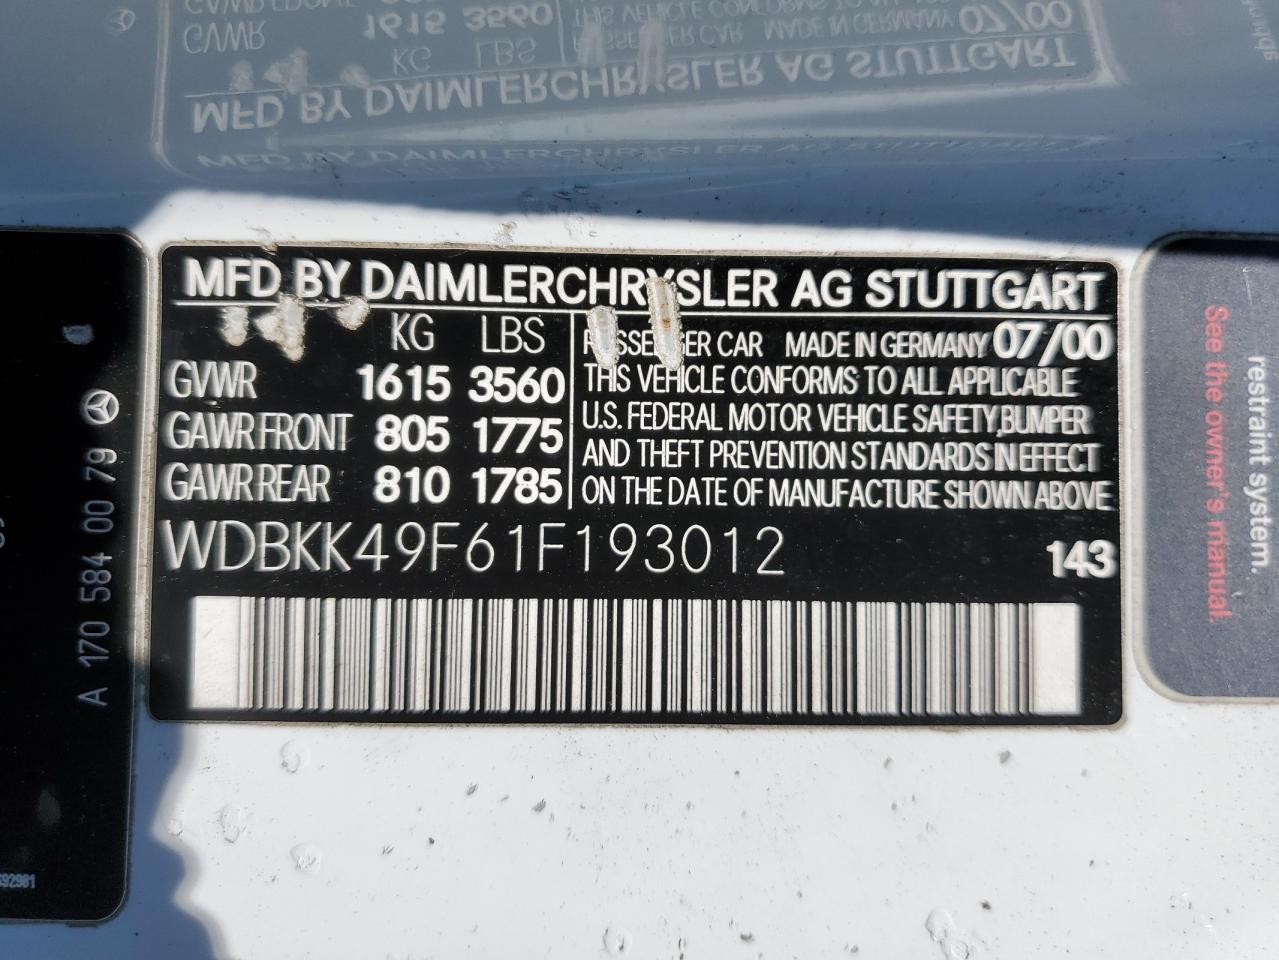 MFD BY DAIMLERCHRYSLER AG STUTTGART
KG LBS
GVWR 1615 3560
GAWR FRONT 805 1775
GAWR REAR 810 1785
PASSENGER CAR MADE IN GERMANY 07/00
THIS VEHICLE CONFORMS TO ALL APPLICABLE
U.S. FEDERAL MOTOR VEHICLE SAFETY, BUMPER
AND THEFT PREVENTION STANDARDS IN EFFECT
ON THE DATE OF MANUFACTURE SHOWN ABOVE
WDBKK49F61F193012 143
A 170 584 00 79
restraint system.
See the owner's manual.